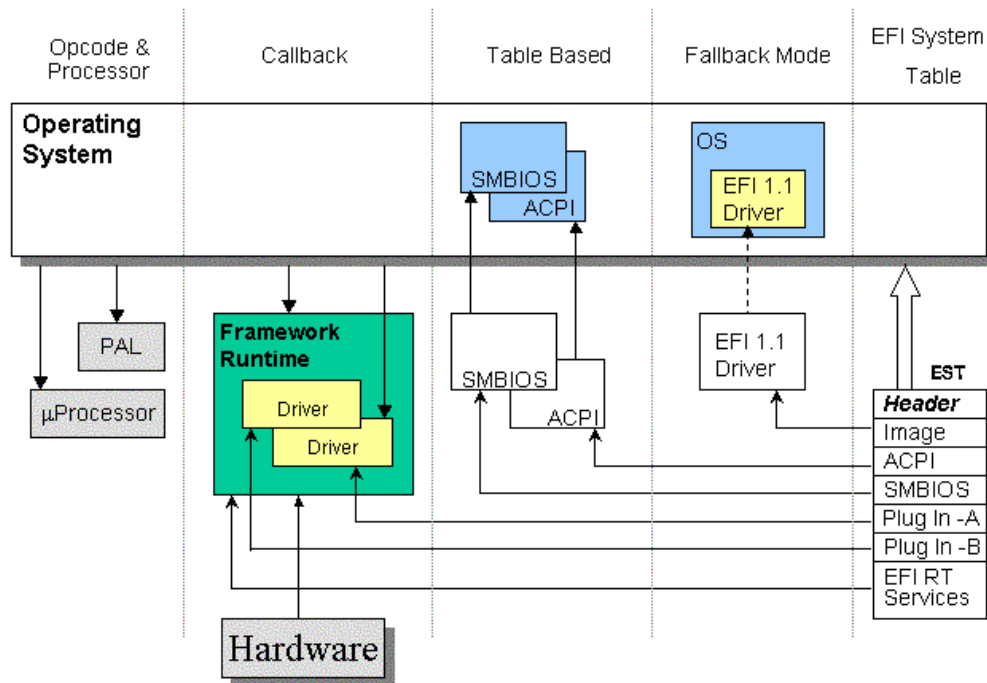 Opcode &
Processor
Callback
Table Based
Fallback Mode
EFI System
Table
Operating
System
SMBIOS
ACPI
OS
EFI 1.1
Driver
PAL
µProcessor
Framework
Runtime
Driver
Driver
SMBIOS
ACPI
EFI 1.1
Driver
EST
Header
Image
ACPI
SMBIOS
Plug In -A
Plug In -B
EFI RT
Services
Hardware